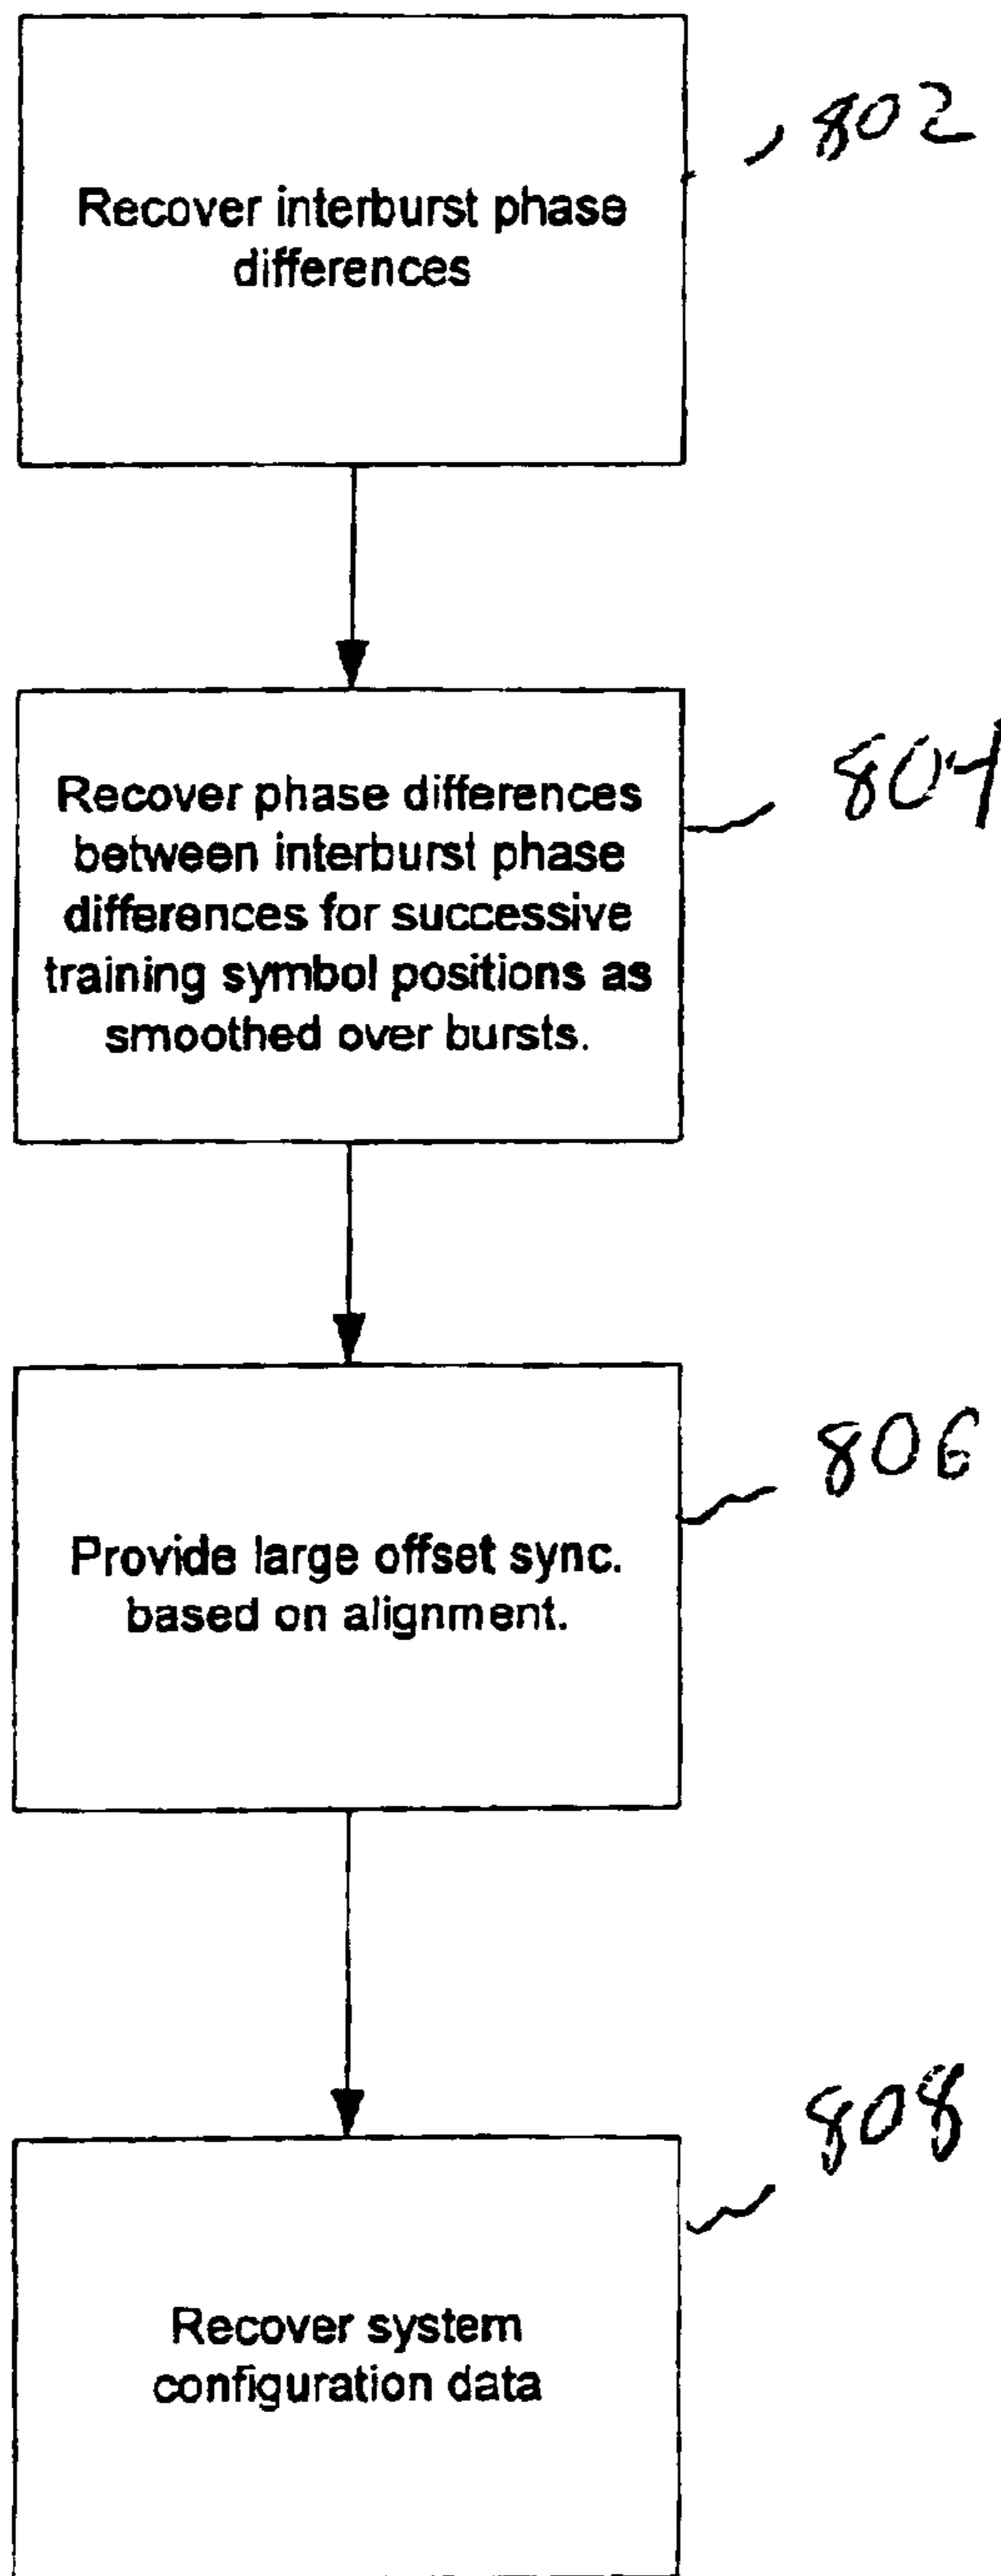 Recover interburst phase
differences
802
Recover phase differences
between interburst phase
differences for successive
training symbol positions as
smoothed over bursts.
804
Provide large offset sync.
based on alignment.
806
Recover system
configuration data
808